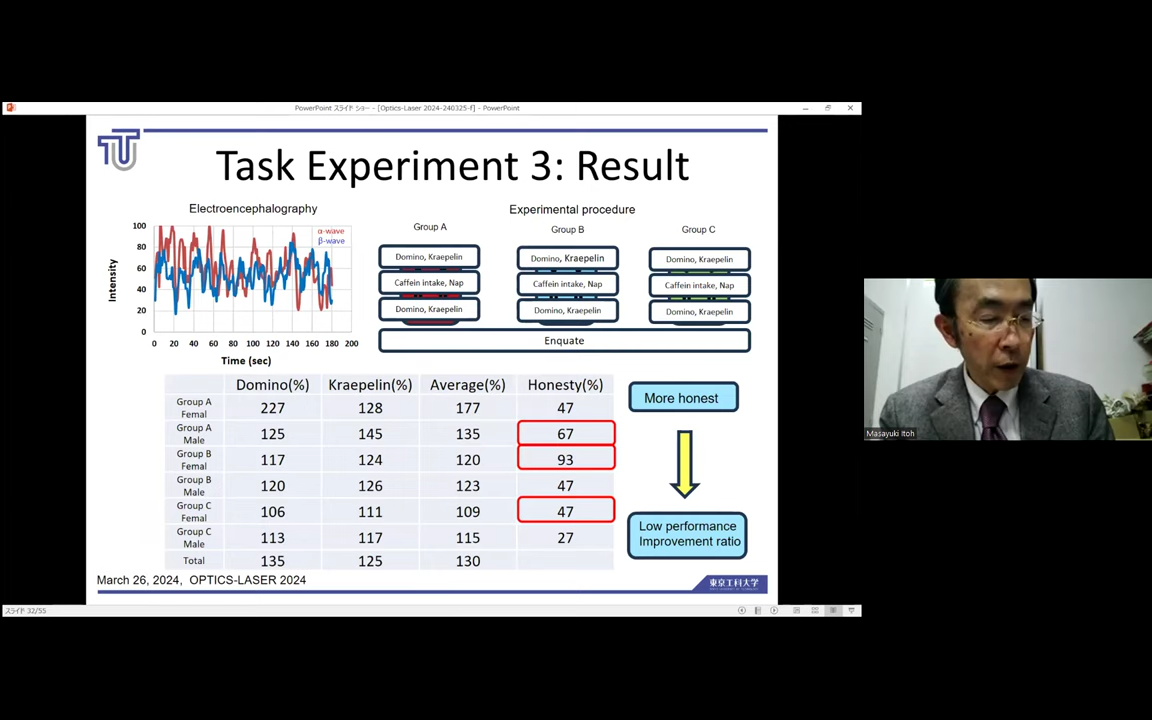 PowerPoint スライド ショー - [Optics-Laser 2024-240325-f] - PowerPoint
Task Experiment 3: Result
Electroencephalography
α-wave
β-wave
Intensity
100
80
60
40
20
0
0 20 40 60 80 100 120 140 160 180 200
Time (sec)
Experimental procedure
Group A Group B Group C
Domino, Kraepelin Domino, Kraepelin Domino, Kraepelin
Caffein intake, Nap Caffein intake, Nap Caffein intake, Nap
Domino, Kraepelin Domino, Kraepelin Domino, Kraepelin
Enquate
Domino(%) Kraepelin(%) Average(%) Honesty(%)
Group A Femal 227 128 177 47
Group A Male 125 145 135 67
Group B Femal 117 124 120 93
Group B Male 120 126 123 47
Group C Femal 106 111 109 47
Group C Male 113 117 115 27
Total 135 125 130
More honest
Low performance
Improvement ratio
March 26, 2024, OPTICS-LASER 2024
東京工科大学
スライド 32/55
Masayuki Itoh